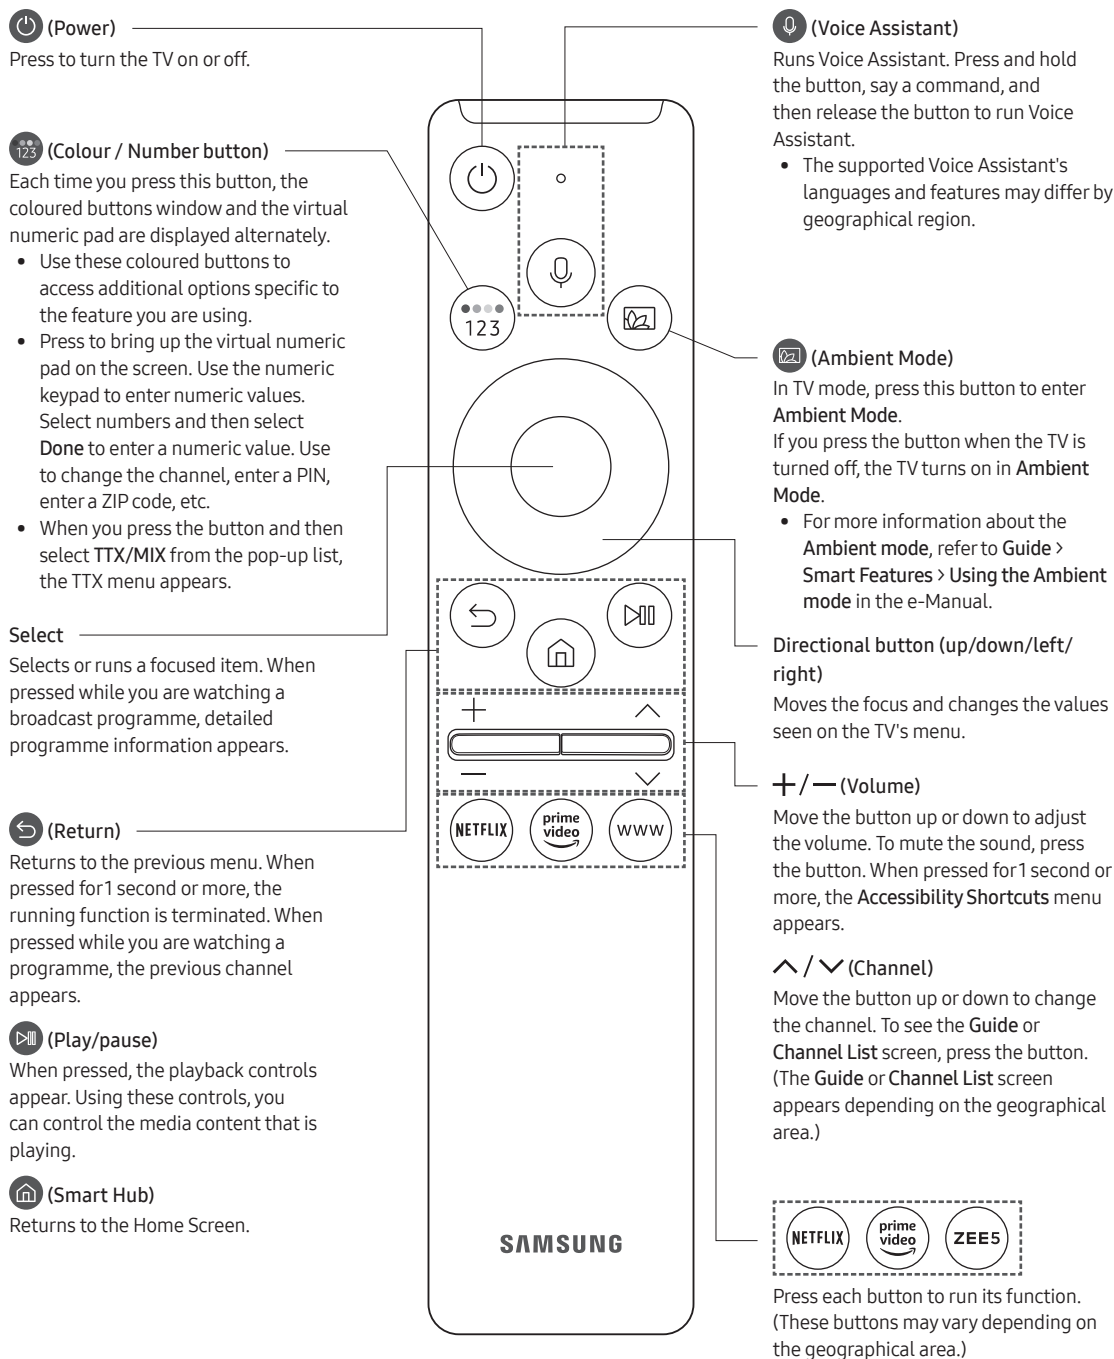 (Power)
Press to turn the TV on or off.
123 (Colour / Number button)
Each time you press this button, the
coloured buttons window and the virtual
numeric pad are displayed alternately.
• Use these coloured buttons to
access additional options specific to
the feature you are using.
• Press to bring up the virtual numeric
pad on the screen. Use the numeric
keypad to enter numeric values.
Select numbers and then select
Done to enter a numeric value. Use
to change the channel, enter a PIN,
enter a ZIP code, etc.
• When you press the button and then
select TTX/MIX from the pop-up list,
the TTX menu appears.
Select
Selects or runs a focused item. When
pressed while you are watching a
broadcast programme, detailed
programme information appears.
(Return)
Returns to the previous menu. When
pressed for 1 second or more, the
running function is terminated. When
pressed while you are watching a
programme, the previous channel
appears.
(Play/pause)
When pressed, the playback controls
appear. Using these controls, you
can control the media content that is
playing.
(Smart Hub)
Returns to the Home Screen.
123
+
—
NETFLIX
prime
video
WWW
SAMSUNG
(Voice Assistant)
Runs Voice Assistant. Press and hold
the button, say a command, and
then release the button to run Voice
Assistant.
• The supported Voice Assistant's
languages and features may differ by
geographical region.
(Ambient Mode)
In TV mode, press this button to enter
Ambient Mode.
If you press the button when the TV is
turned off, the TV turns on in Ambient
Mode.
• For more information about the
Ambient mode, refer to Guide >
Smart Features > Using the Ambient
mode in the e-Manual.
Directional button (up/down/left/
right)
Moves the focus and changes the values
seen on the TV's menu.
+ / — (Volume)
Move the button up or down to adjust
the volume. To mute the sound, press
the button. When pressed for 1 second or
more, the Accessibility Shortcuts menu
appears.
/ (Channel)
Move the button up or down to change
the channel. To see the Guide or
Channel List screen, press the button.
(The Guide or Channel List screen
appears depending on the geographical
area.)
NETFLIX
prime
video
ZEE5
Press each button to run its function.
(These buttons may vary depending on
the geographical area.)